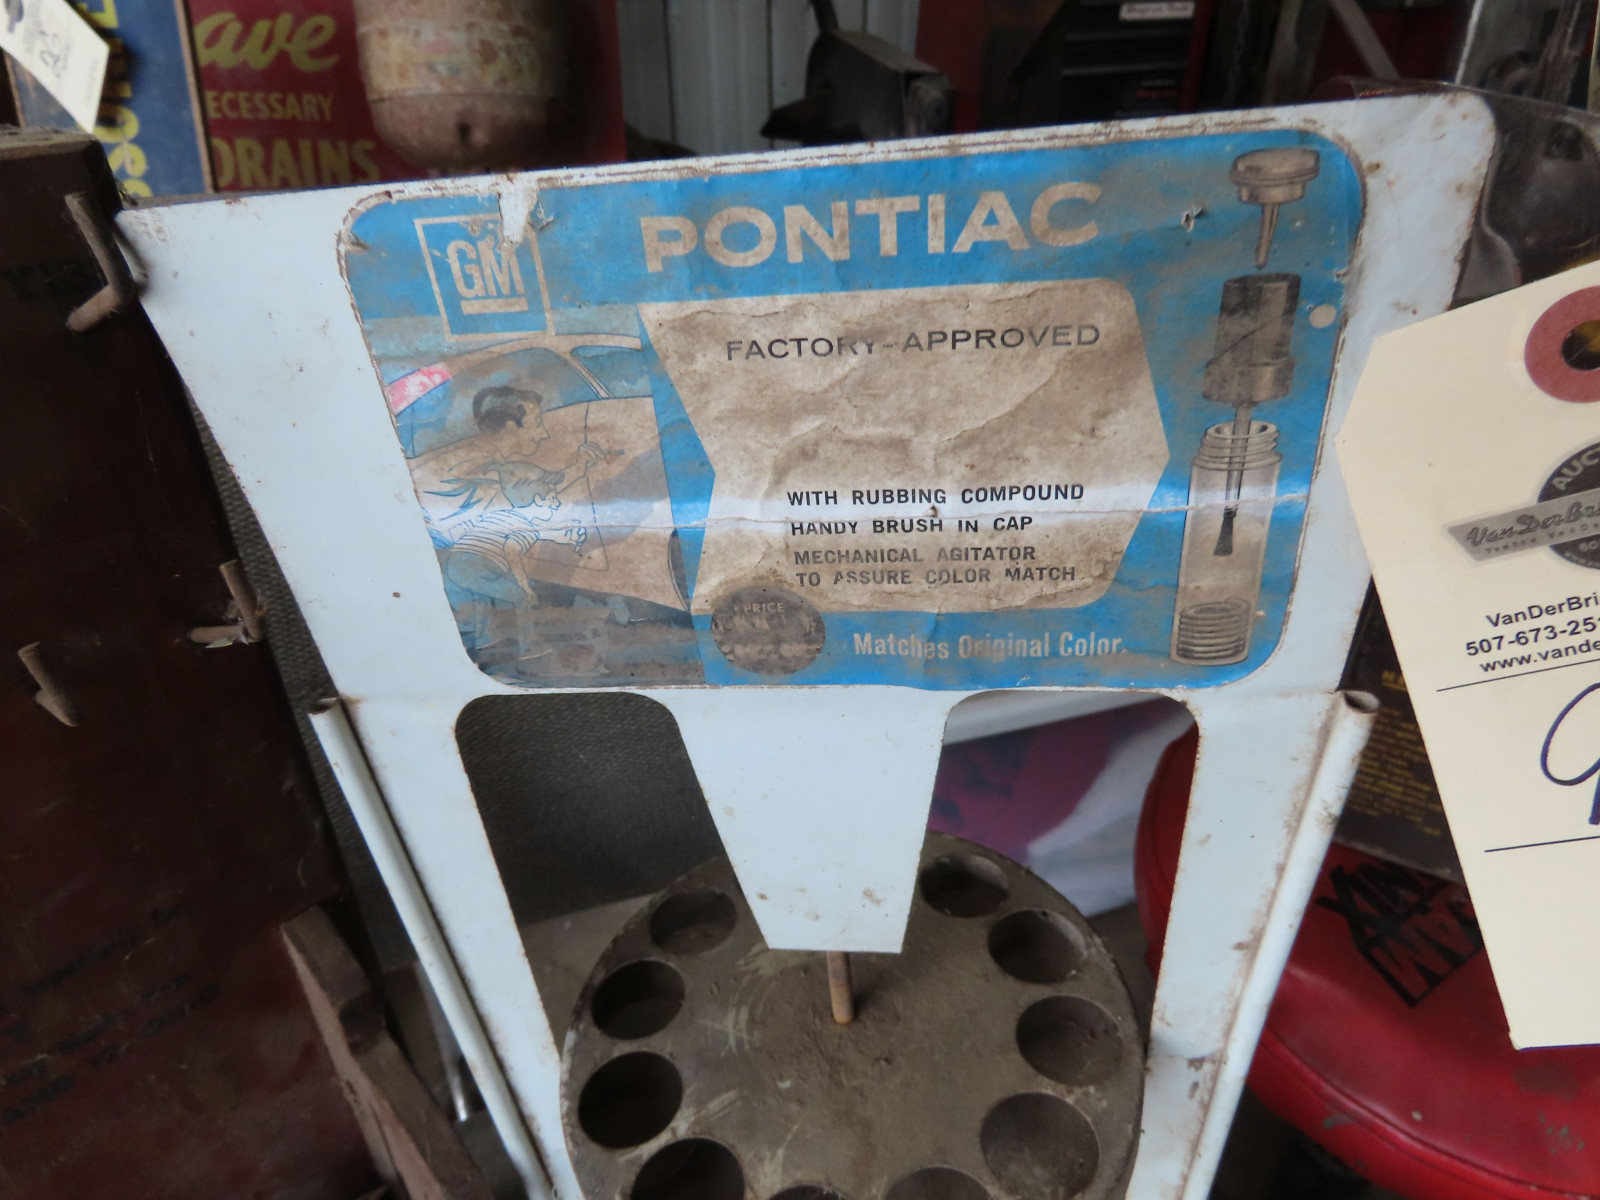 ave
ECESSARY
DRAINS
GM
PONTIAC
FACTORY-APPROVED
WITH RUBBING COMPOUND
HANDY BRUSH IN CAP
MECHANICAL AGITATOR
TO ASSURE COLOR MATCH
PRICE
Matches Original Color.
AUC
VanDerBri
507-673-25
www.vande